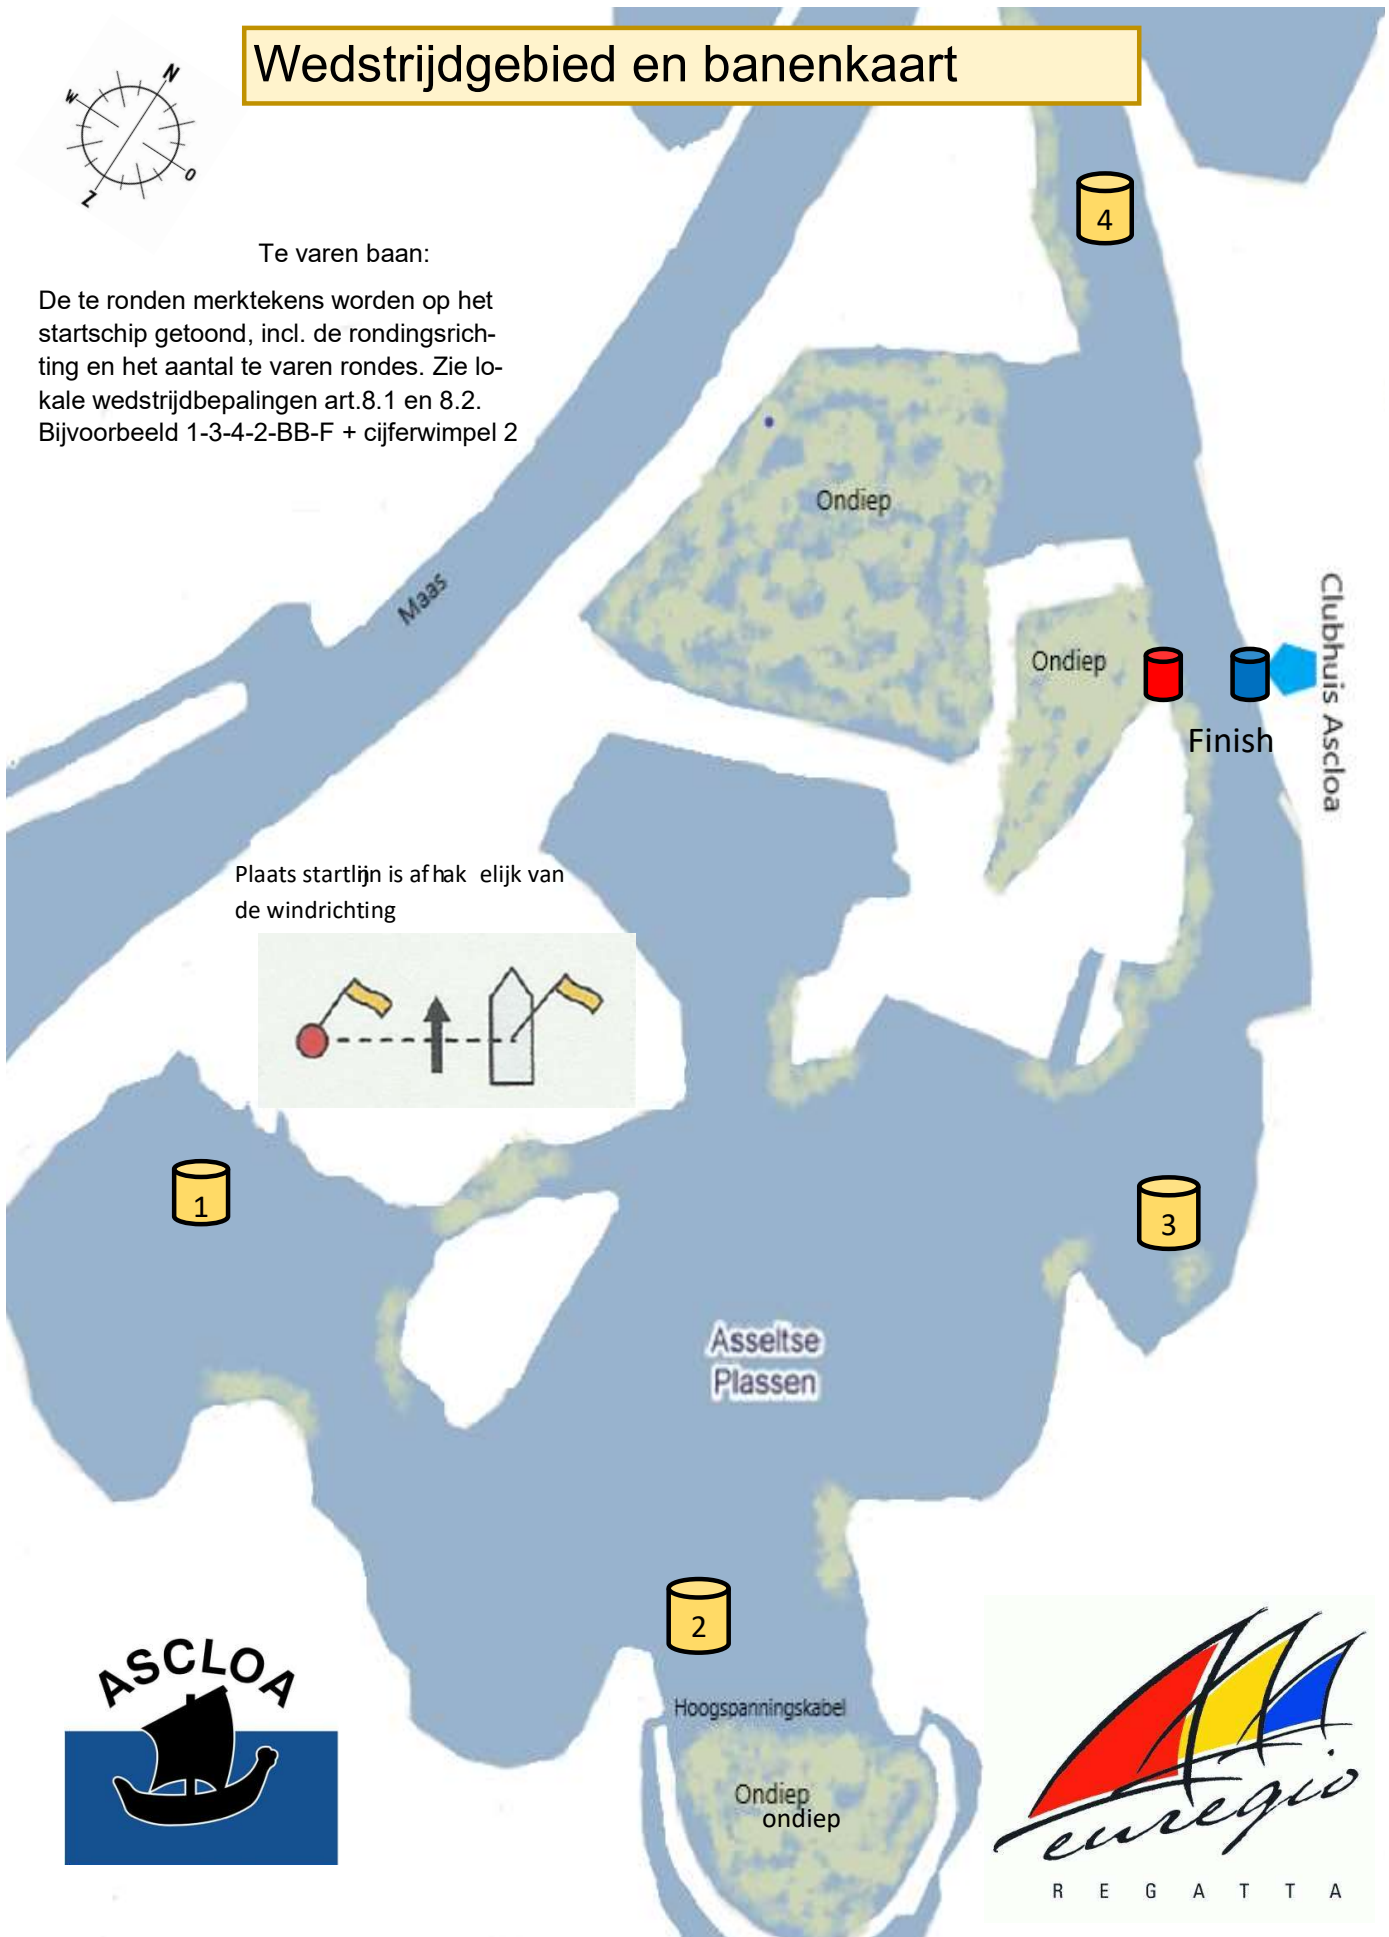 Wedstrijdgebied en banenkaart
N
W
O
Z
4
Te varen baan:
De te ronden merktekens worden op het
startschip getoond, incl. de rondingsrich-
ting en het aantal te varen rondes. Zie lo-
kale wedstrijdbepalingen art.8.1 en 8.2.
Bijvoorbeeld 1-3-4-2-BB-F + cijferwimpel 2
Ondiep
Maas
Ondiep
Clubhuis Ascloa
Finish
Plaats startlijn is afhak elijk van
de windrichting
1
3
Asseltse
Plassen
2
Hoogspanningskabel
Ondiep
ondiep
ASCLOA
euregio
REGATTA